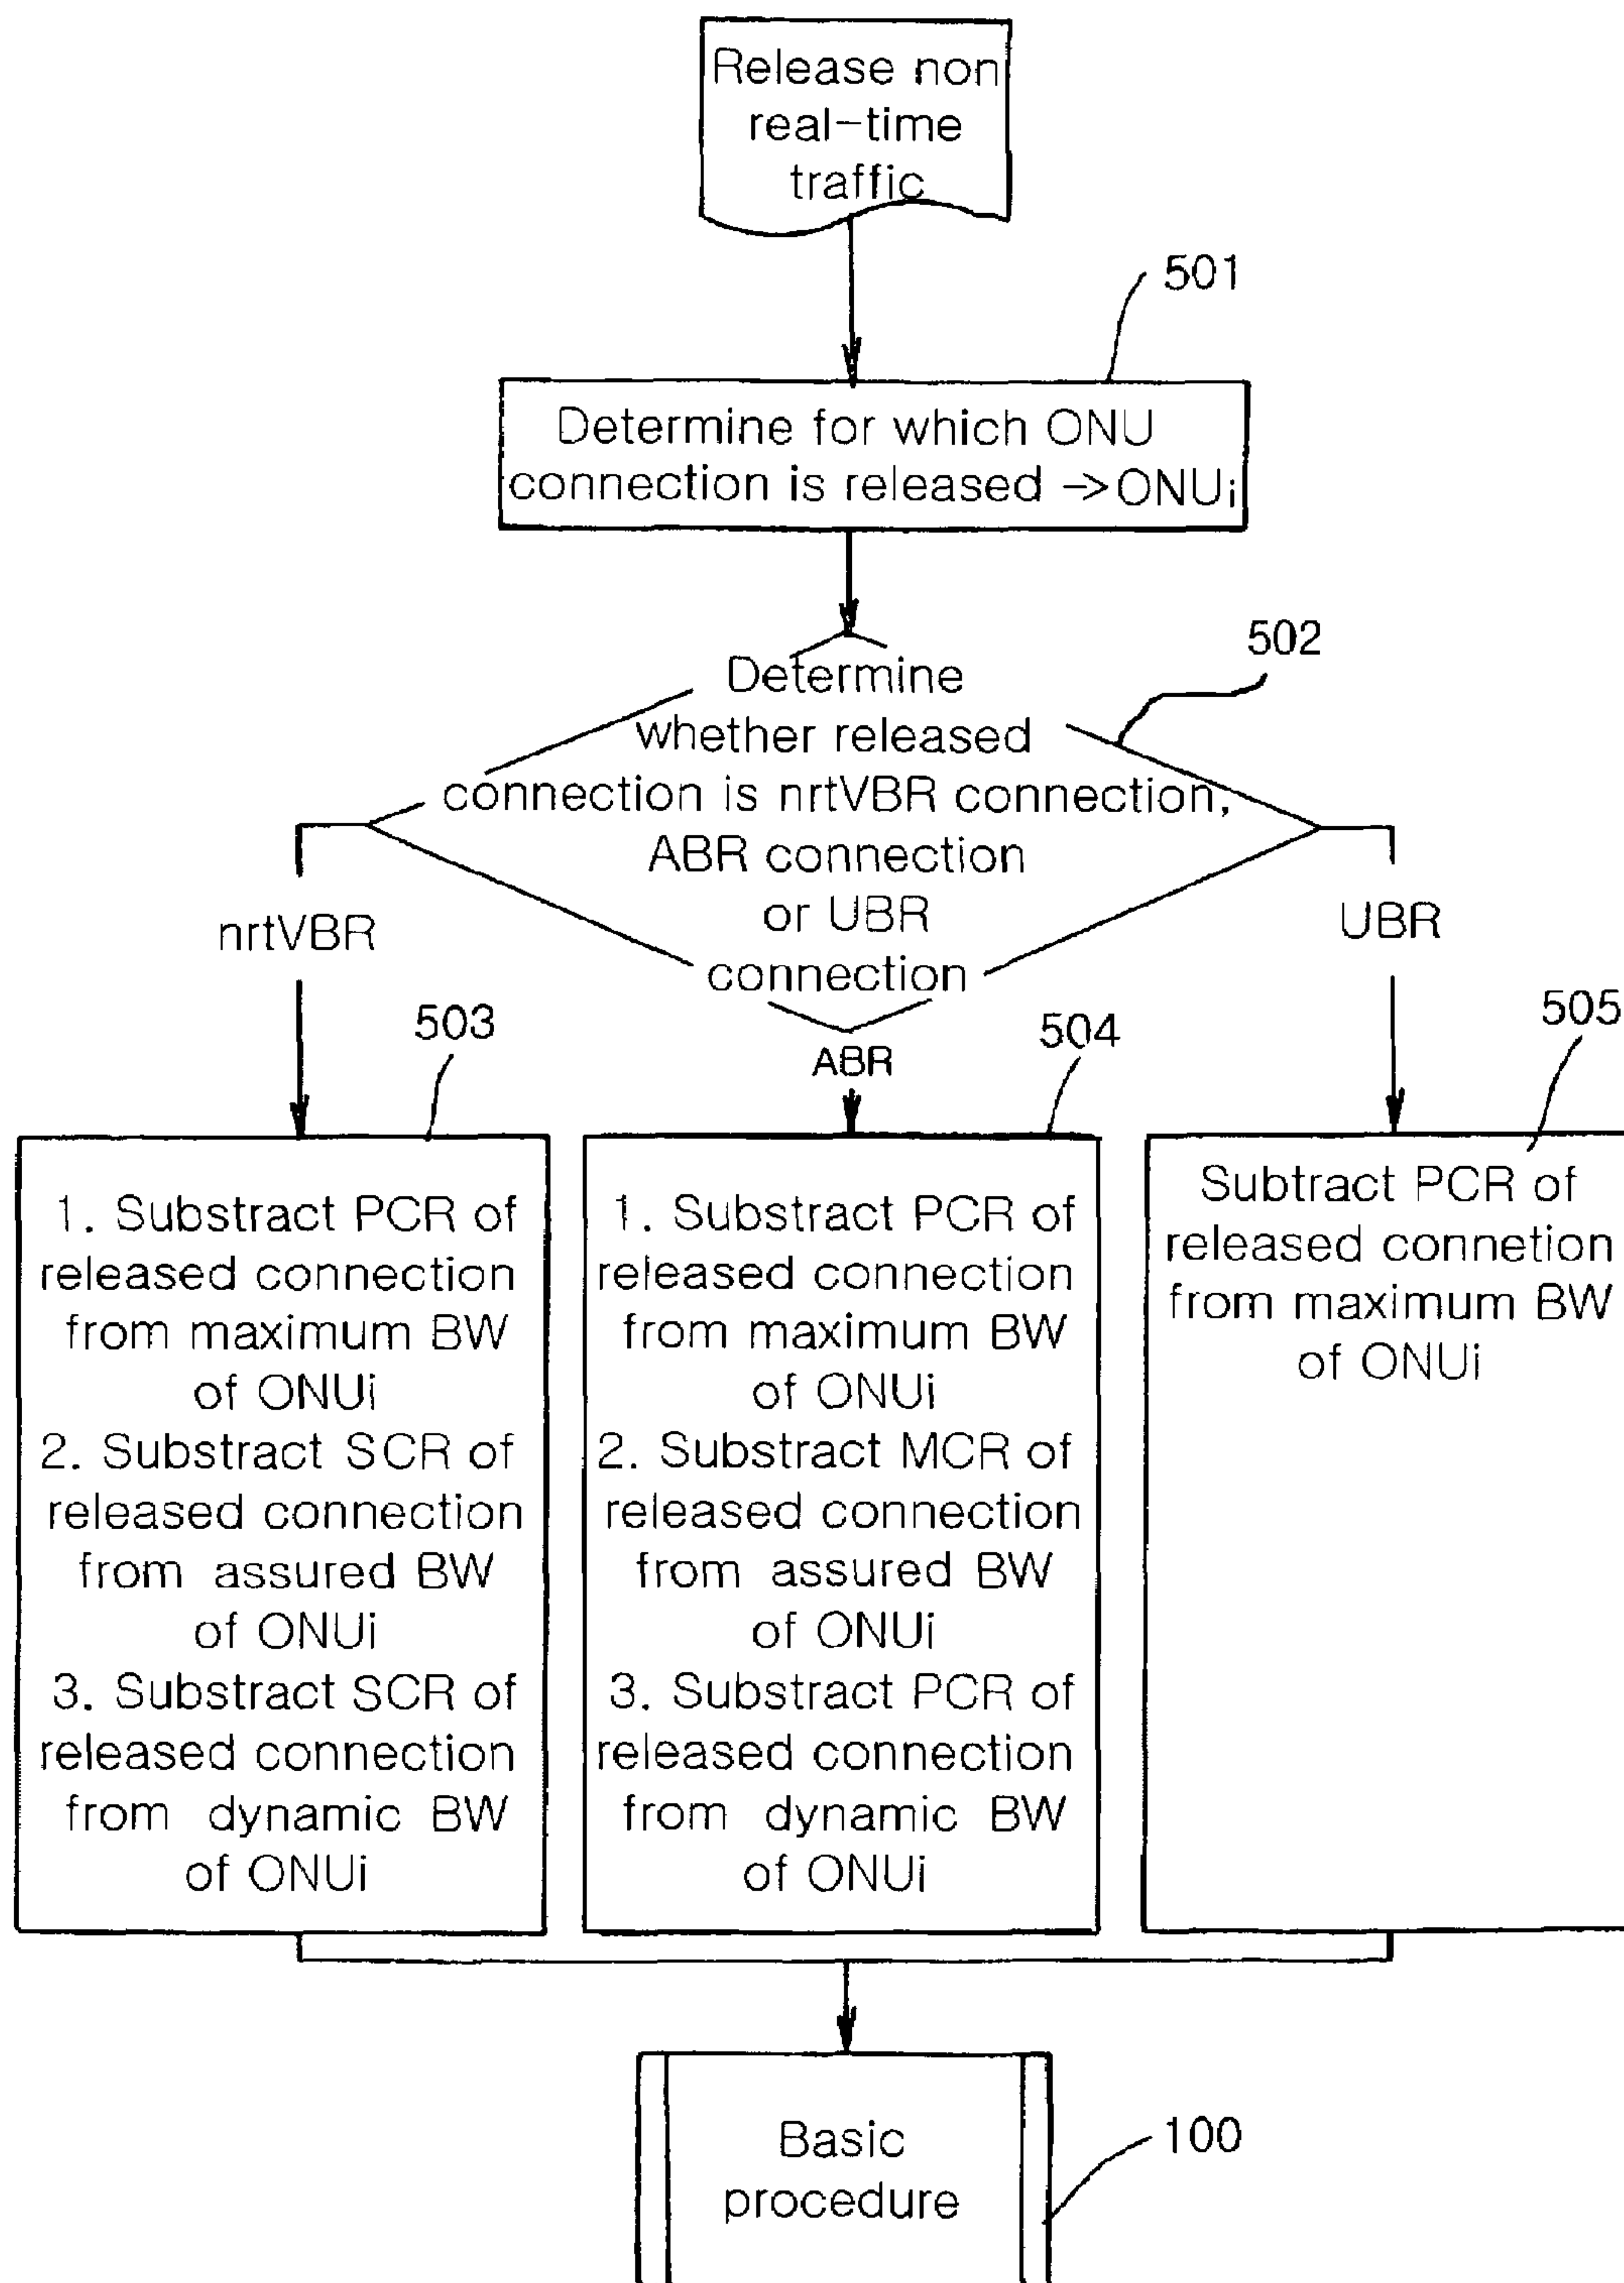 Release non
real-time
traffic
501
Determine for which ONU
connection is released ->ONUi
502
Determine
whether released
connection is nrtVBR connection,
ABR connection
or UBR
connection
nrtVBR
UBR
ABR
503
504
505
1. Substract PCR of
released connection
from maximum BW
of ONUi
2. Substract SCR of
released connection
from assured BW
of ONUi
3. Substract SCR of
released connection
from dynamic BW
of ONUi
1. Substract PCR of
released connection
from maximum BW
of ONUi
2. Substract MCR of
released connection
from assured BW
of ONUi
3. Substract PCR of
released connection
from dynamic BW
of ONUi
Subtract PCR of
released connetion
from maximum BW
of ONUi
Basic
procedure
100